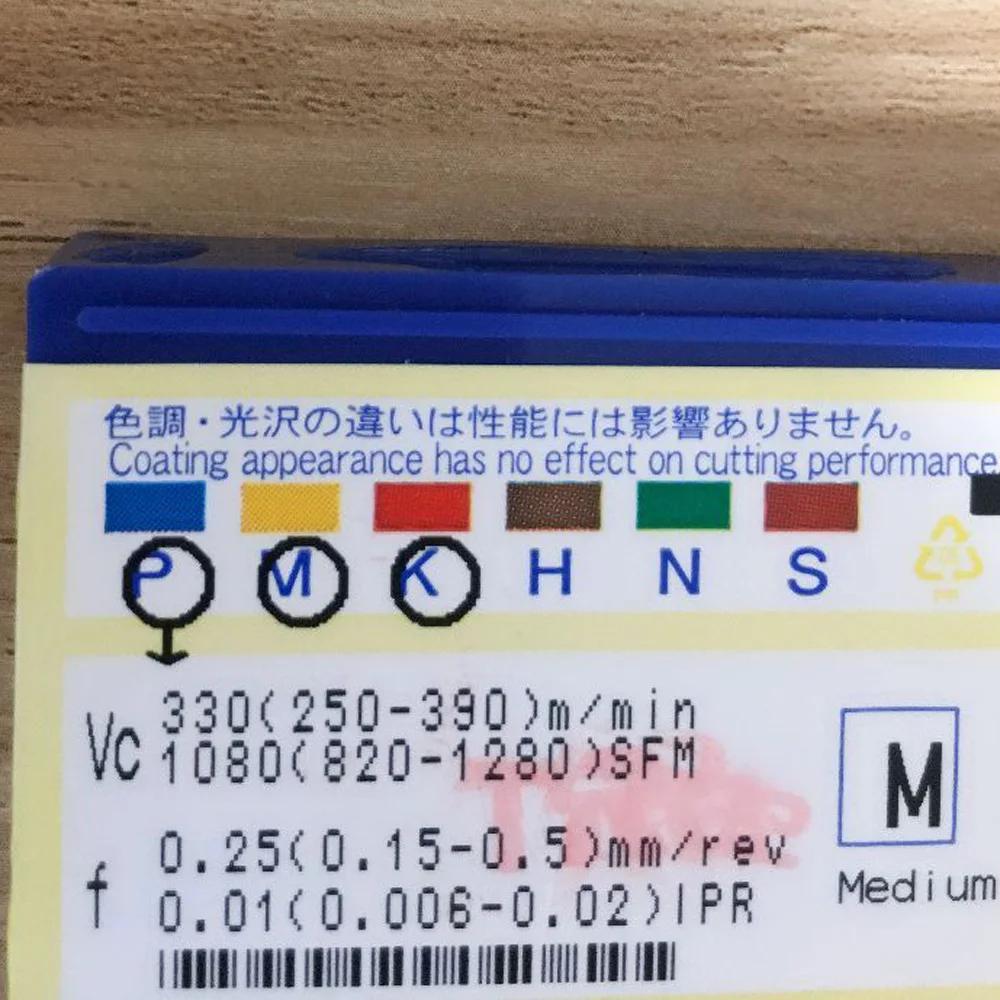 色調・光沢の違いは性能には影響ありません。
Coating appearance has no effect on cutting performance.
P M K H N S
Vc 330(250-390)m/min
1080(820-1280)SFM
M
f 0.25(0.15-0.5)mm/rev
0.01(0.006-0.02)IPR
Medium